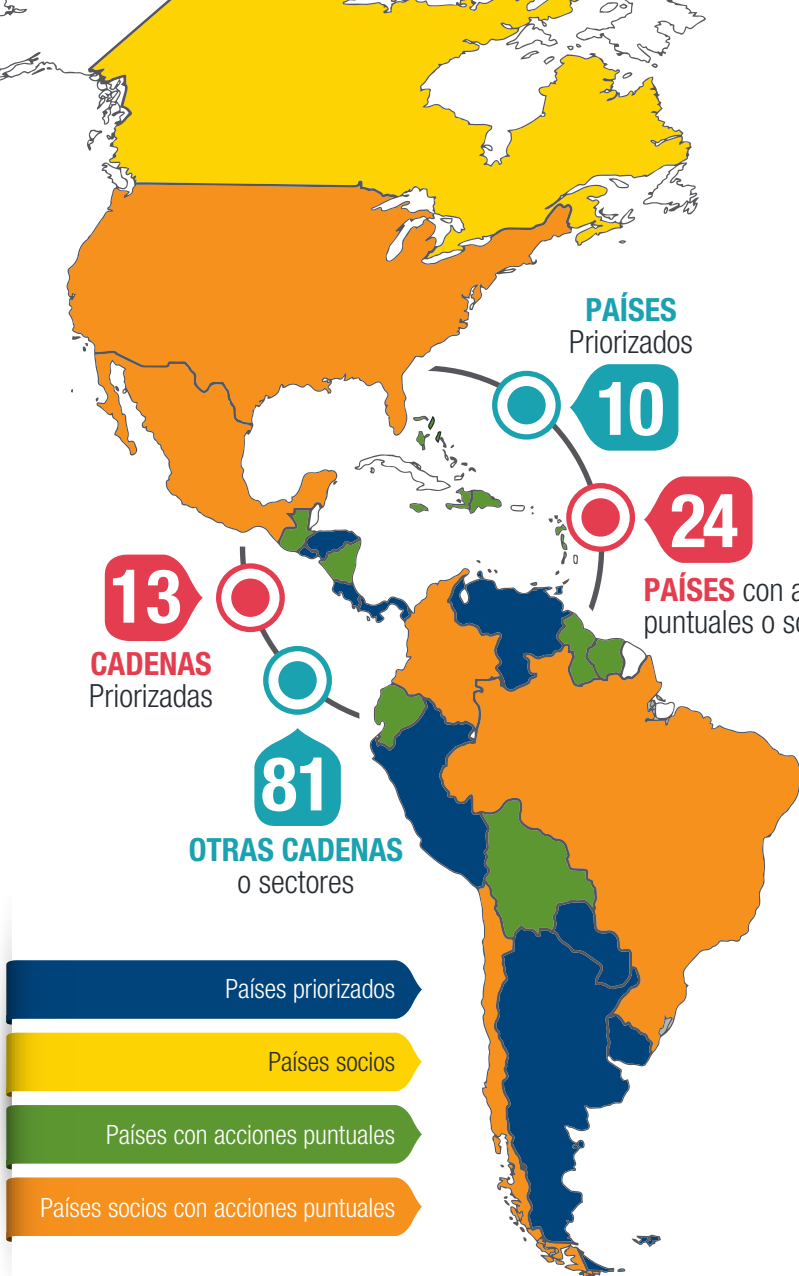 PAÍSES
Priorizados
10
24
PAÍSES con
puntuales o
13
CADENAS
Priorizadas
81
OTRAS CADENAS
o sectores
Países priorizados
Países socios
Países con acciones puntuales
Países socios con acciones puntuales